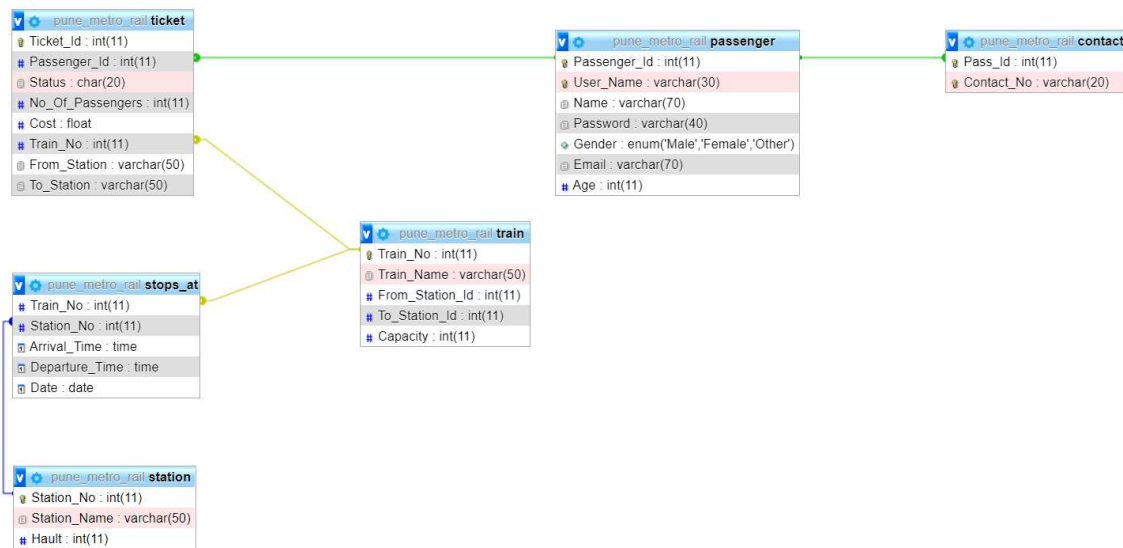 pune_metro_rail ticket
Ticket_Id : int(11)
Passenger_Id : int(11)
Status : char(20)
No_Of_Passengers : int(11)
Cost : float
Train_No : int(11)
From_Station : varchar(50)
To_Station : varchar(50)
pune_metro_rail passenger
Passenger_Id : int(11)
User_Name : varchar(30)
Name : varchar(70)
Password : varchar(40)
Gender : enum('Male','Female','Other')
Email : varchar(70)
Age : int(11)
pune_metro_rail contact
Pass_Id : int(11)
Contact_No : varchar(20)
pune_metro_rail train
Train_No : int(11)
Train_Name : varchar(50)
From_Station_Id : int(11)
To_Station_Id : int(11)
Capacity : int(11)
pune_metro_rail stops_at
Train_No : int(11)
Station_No : int(11)
Arrival_Time : time
Departure_Time : time
Date : date
pune_metro_rail station
Station_No : int(11)
Station_Name : varchar(50)
Hault : int(11)